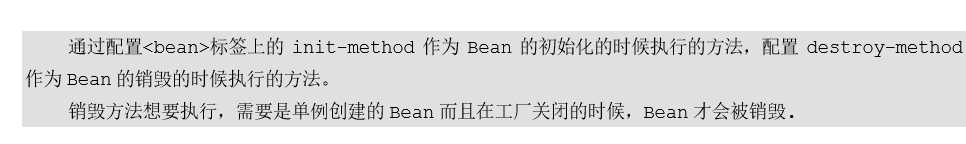 通过配置<bean>标签上的 init-method 作为 Bean 的初始化的时候执行的方法，配置 destroy-method
作为 Bean 的销毁的时候执行的方法。
销毁方法想要执行，需要是单例创建的 Bean 而且在工厂关闭的时候，Bean 才会被销毁.